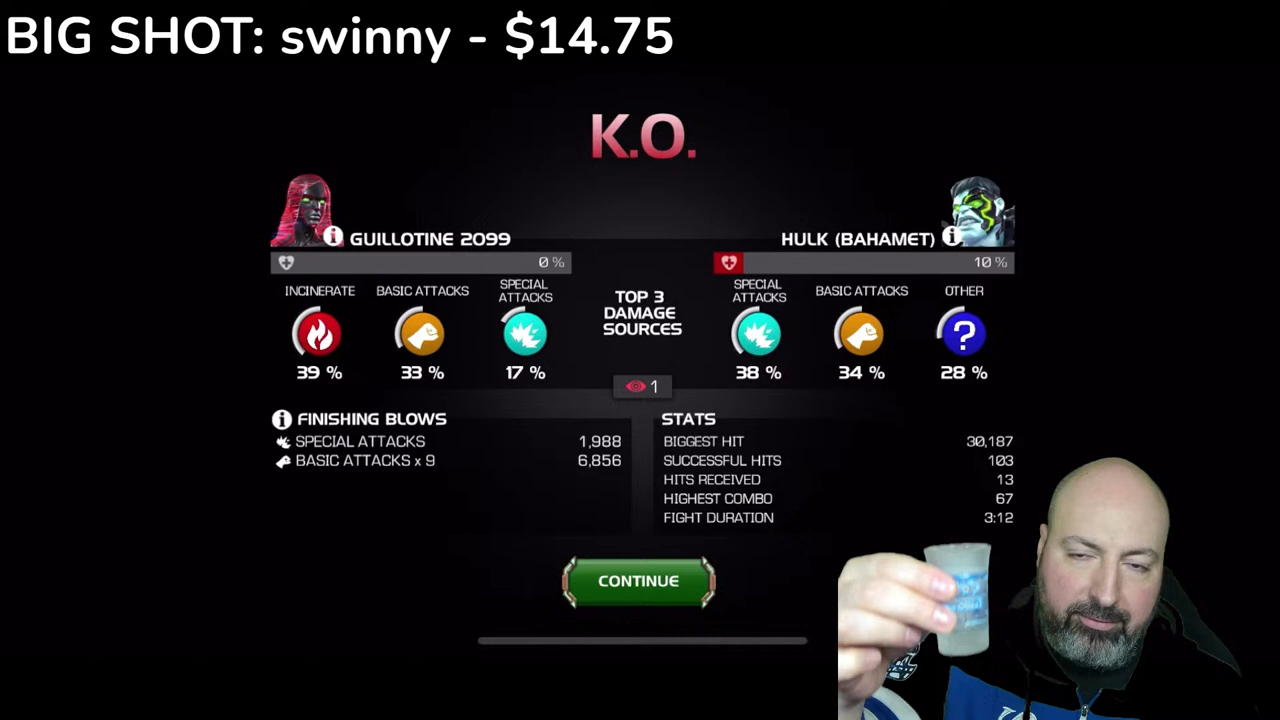 BIG SHOT: swinny - $14.75
K.O.
GUILLOTINE 2099
HULK (BAHAMET)
0 %
10 %
INCINERATE
BASIC ATTACKS
SPECIAL
ATTACKS
39 %
33 %
17 %
TOP 3
DAMAGE
SOURCES
SPECIAL
ATTACKS
BASIC ATTACKS
OTHER
?
38 %
34 %
28 %
1
FINISHING BLOWS
SPECIAL ATTACKS 1,988
BASIC ATTACKS x 9 6,856
STATS
BIGGEST HIT 30,187
SUCCESSFUL HITS 103
HITS RECEIVED 13
HIGHEST COMBO 67
FIGHT DURATION 3:12
CONTINUE